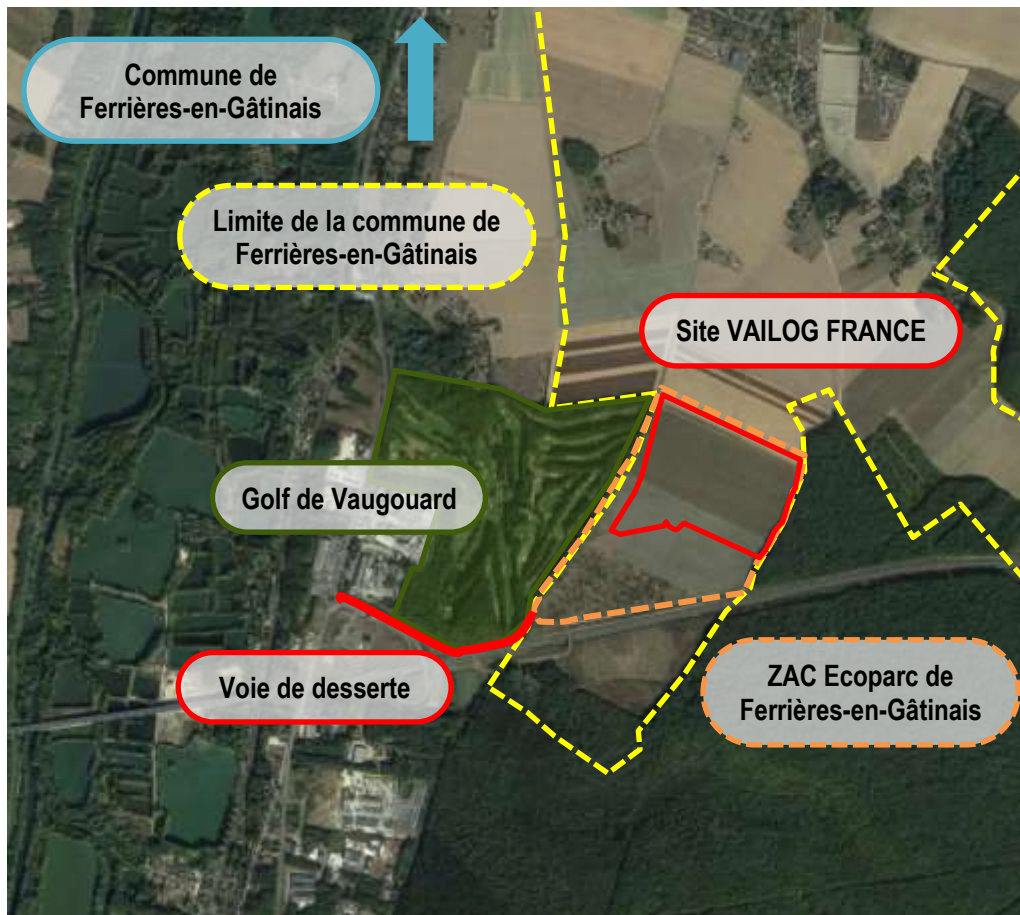 Commune de
Ferrières-en-Gâtinais
Limite de la commune de
Ferrières-en-Gâtinais
Site VAILOG FRANCE
Golf de Vaugouard
Voie de desserte
ZAC Ecoparc de
Ferrières-en-Gâtinais